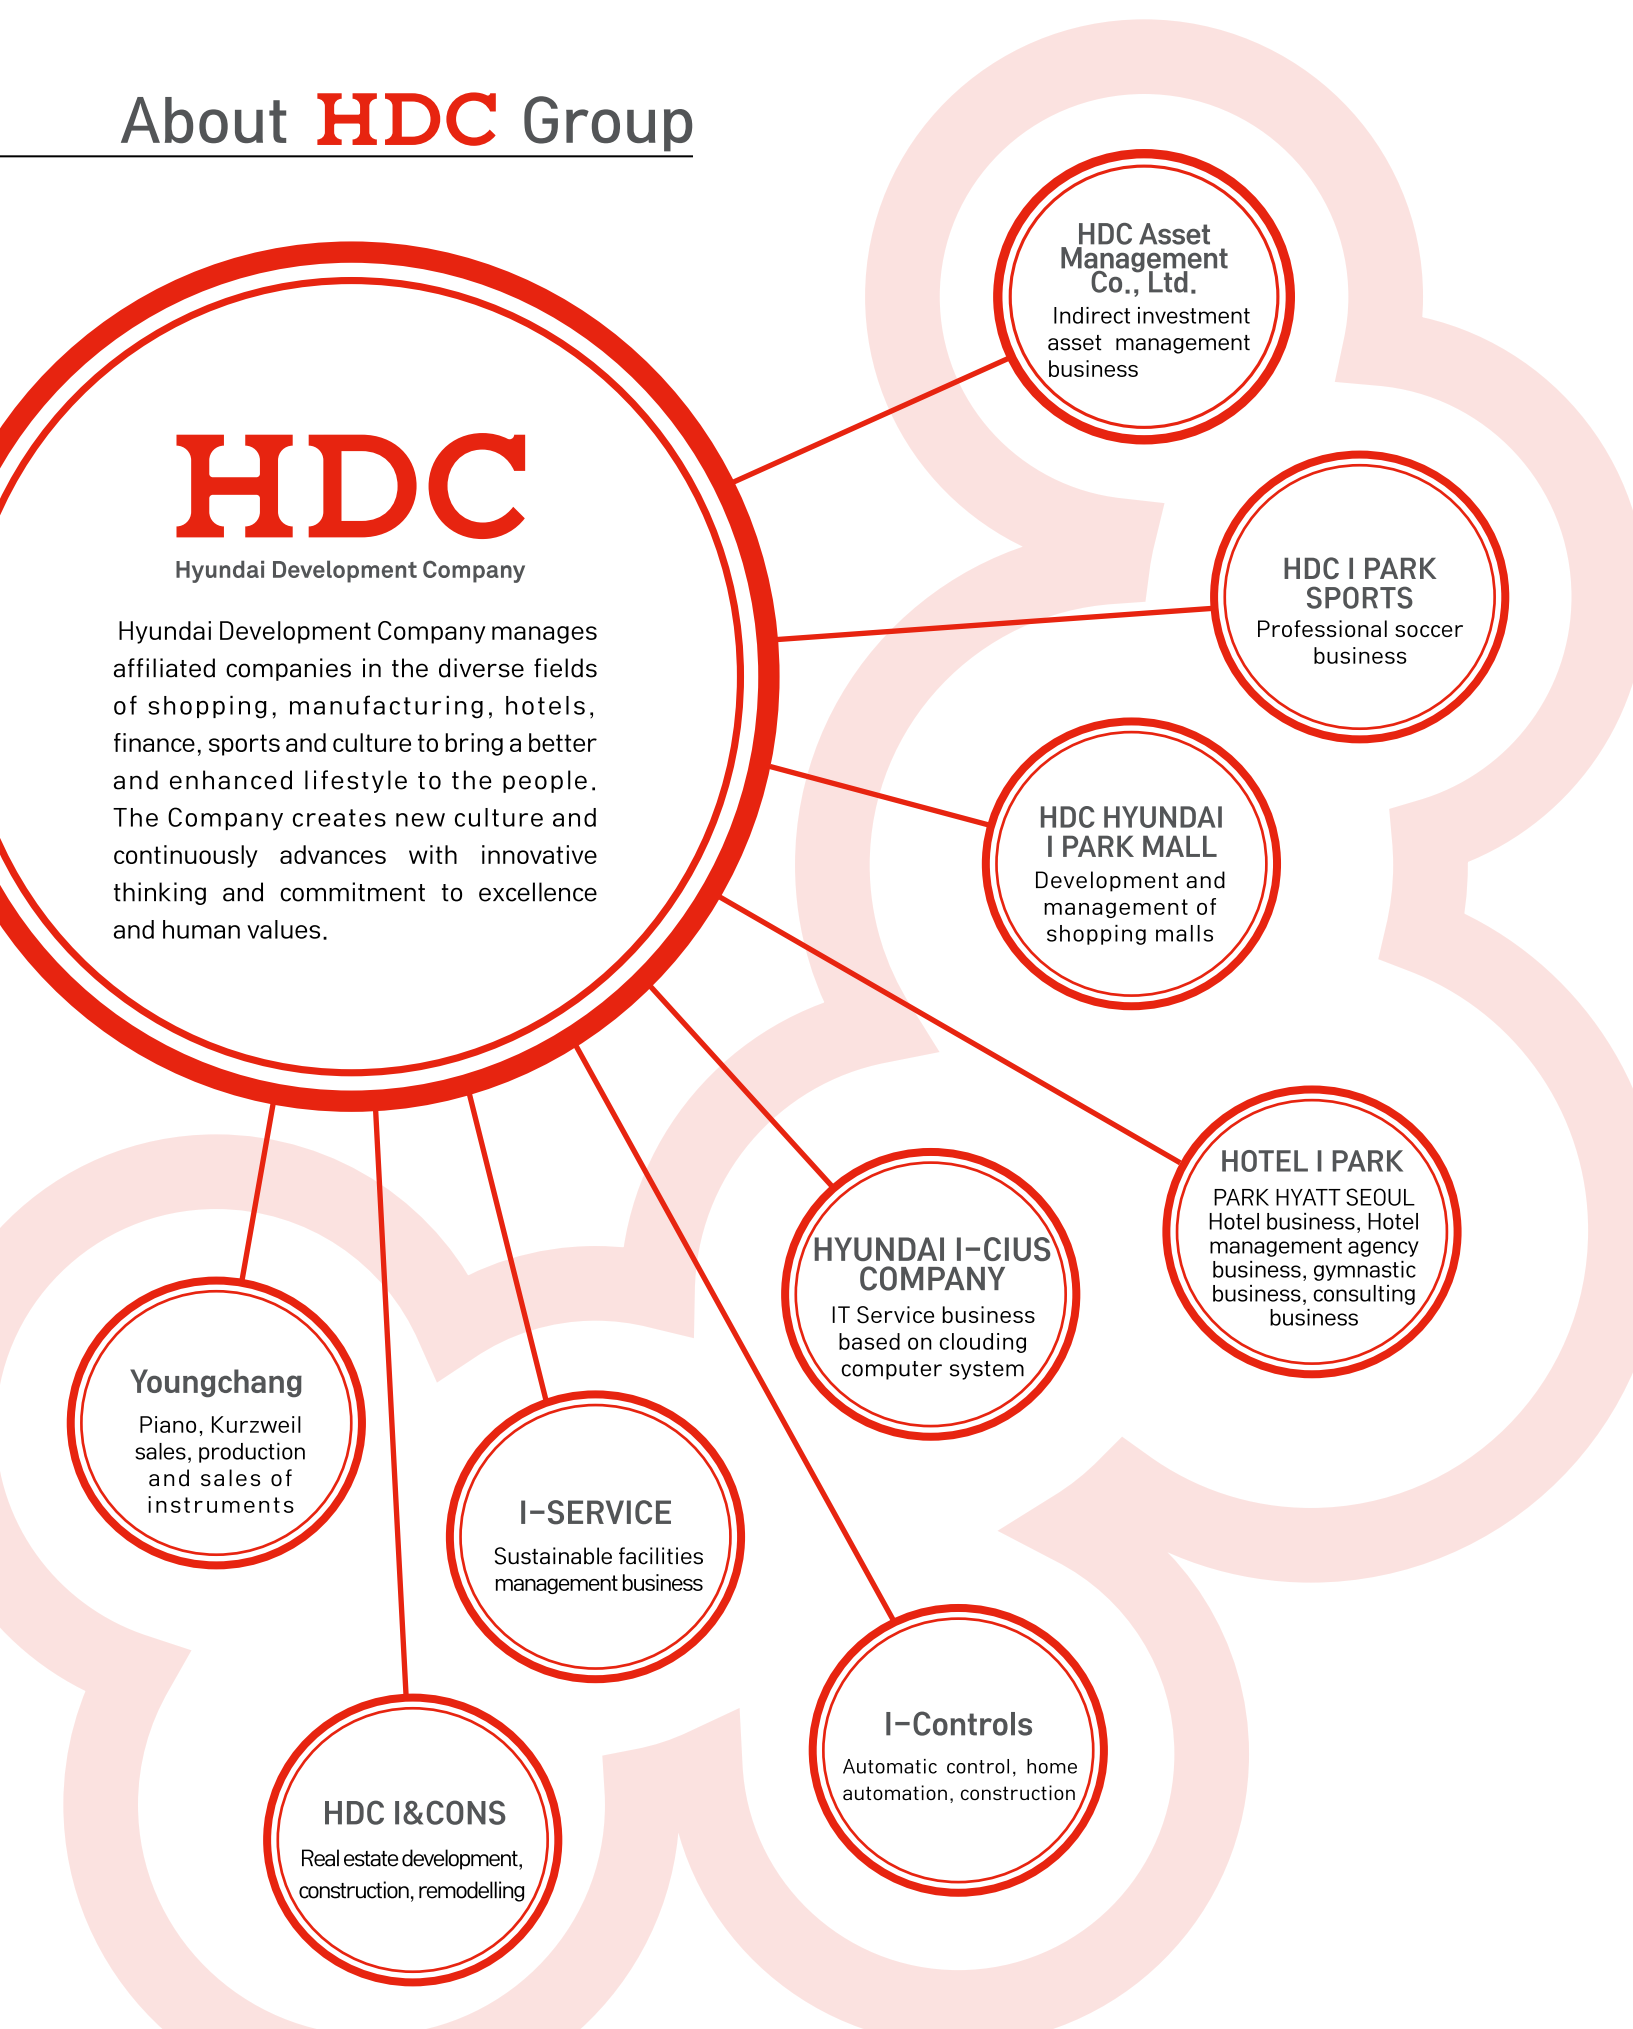 About HDC Group
HDC
Hyundai Development Company
Hyundai Development Company manages
affiliated companies in the diverse fields
of shopping, manufacturing, hotels,
finance, sports and culture to bring a better
and enhanced lifestyle to the people.
The Company creates new culture and
continuously advances with innovative
thinking and commitment to excellence
and human values.
HDC Asset
Management
Co., Ltd.
Indirect investment
asset management
business
HDC I PARK
SPORTS
Professional soccer
business
HDC HYUNDAI
I PARK MALL
Development and
management of
shopping malls
HOTEL I PARK
PARK HYATT SEOUL
Hotel business, Hotel
management agency
business, gymnastic
business, consulting
business
HYUNDAI I-CIUS
COMPANY
IT Service business
based on clouding
computer system
Youngchang
Piano, Kurzweil
sales, production
and sales of
instruments
I-SERVICE
Sustainable facilities
management business
I-Controls
Automatic control, home
automation, construction
HDC I&CONS
Real estate development,
construction, remodelling